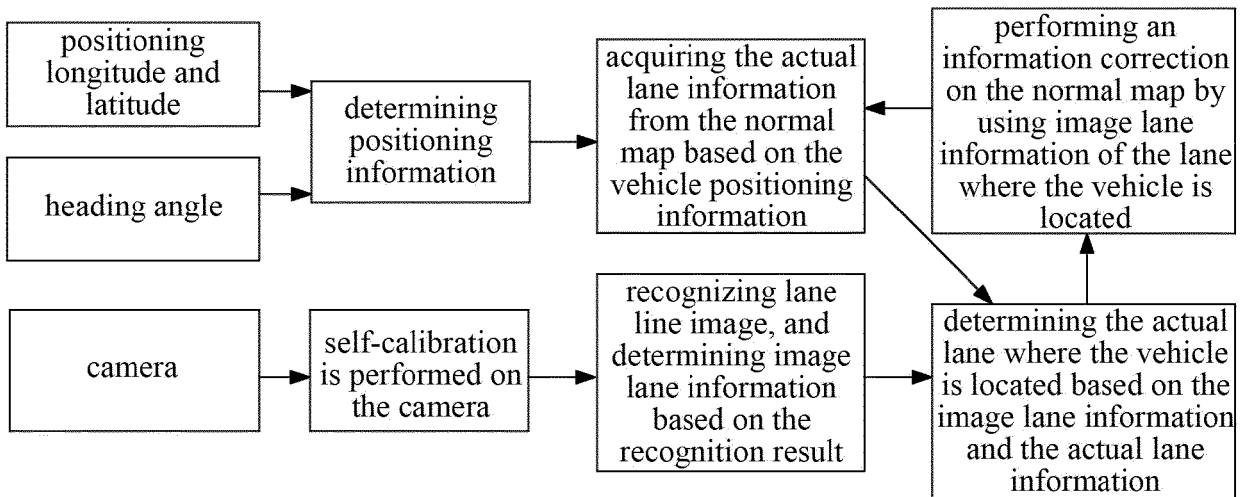 positioning
longitude and
latitude
heading angle
determining
positioning
information
acquiring the actual
lane information
from the normal
map based on the
vehicle positioning
information
performing an
information correction
on the normal map by
using image lane
information of the lane
where the vehicle is
located
camera
self-calibration
is performed on
the camera
recognizing lane
line image, and
determining image
lane information
based on the
recognition result
determining the actual
lane where the vehicle
is located based on the
image lane information
and the actual lane
information